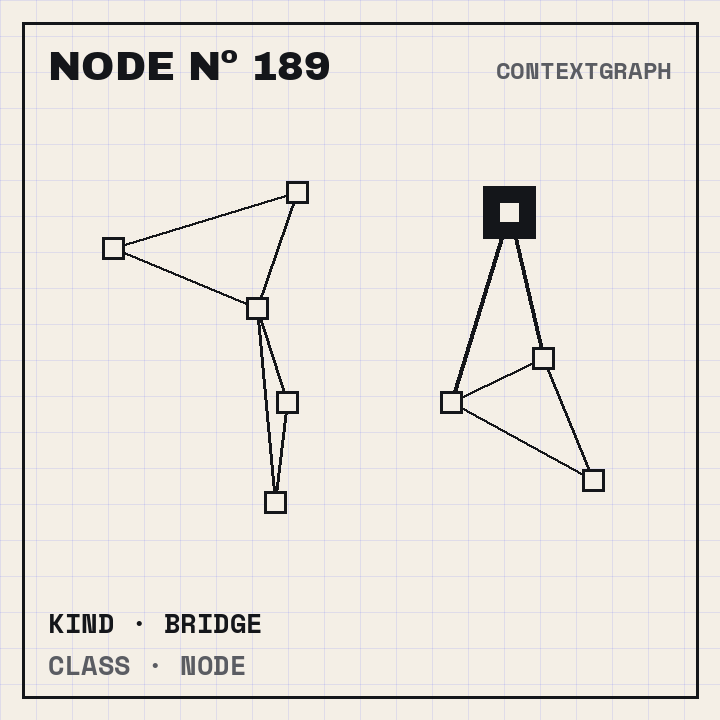 NODE Nº 189
CONTEXTGRAPH
KIND · BRIDGE
CLASS · NODE